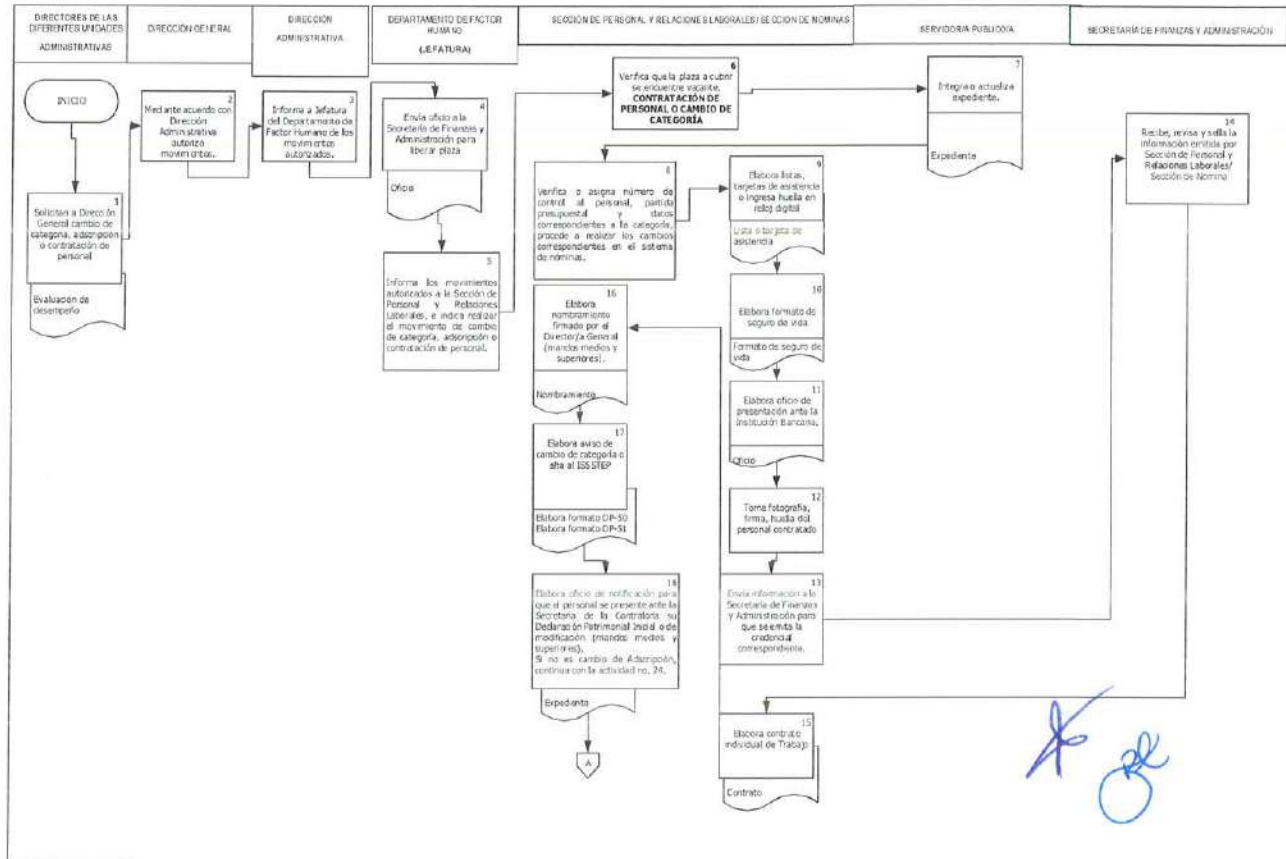 DIRECTORES DE LAS
DIFERENTES UNIDADES
ADMINISTRATIVAS
DIRECCIÓN GENERAL
DIRECCIÓN
ADMINISTRATIVA
DEPARTAMENTO DE FACTOR
HUMANO
(JEFATURA)
SECCIÓN DE PERSONAL Y RELACIONES LABORALES / SECCION DE NOMINAS
SERVIDOR/A PUBLICO/A
SECRETARÍA DE FINANZAS Y ADMINISTRACIÓN
INICIO
1
Solicitan a Dirección
General cambio de
categoria, adscripción
o contratación de
personal
Evaluación de
desempeño
2
Mediante acuerdo con
Dirección
Administrativa
autoriza
movimientos.
3
Informa a Jefatura
del Departamento de
Factor Humano de los
movimientos
autorizados.
4
Envía oficio a la
Secretaría de Finanzas y
Administración para
liberar plaza
Oficio
5
Informa los movimientos
autorizados a la Sección de
Personal y Relaciones
Laborales, e indica realizar
el movimiento de cambio
de categoría, adscripción o
contratación de personal.
6
Verifica que la plaza a cubrir
se encuentre vacante.
CONTRATACIÓN DE
PERSONAL O CAMBIO DE
CATEGORÍA
7
Integra o actualiza
expediente.
Expediente
8
Verifica o asigna número de
control al personal, partida
presupuestal y datos
correspondientes a la categoría,
procede a realizar los cambios
correspondientes en el sistema
de nóminas.
9
Elabora listas,
tarjetas de asistencia
o ingresa huella en
reloj digital
Lista o tarjeta de
asistencia
10
Elabora formato de
seguro de vida
Formato de seguro de
vida
11
Elabora oficio de
presentación ante la
Institución Bancaria.
Oficio
12
Toma fotografía,
firma, huella del
personal contratado
13
Envía información a la
Secretaría de Finanzas
y Administración para
que se emita la
credencial
correspondiente.
14
Recibe, revisa y sella la
información emitida por
Sección de Personal y
Relaciones Laborales/
Sección de Nomina
15
Elabora contrato
individual de Trabajo
Contrato
16
Elabora
nombramiento
firmado por el
Director/a General
(mandos medios y
superiores).
Nombramiento
17
Elabora aviso de
cambio de categoría o
alta al ISSSTEP
Elabora formato DP-50
Elabora formato DP-51
18
Elabora oficio de notificación para
que el personal se presente ante la
Secretaría de la Contraloría su
Declaración Patrimonial Inicial o de
modificación (mandos medios y
superiores).
Si no es cambio de Adscripción,
continua con la actividad no. 24.
Expediente
A